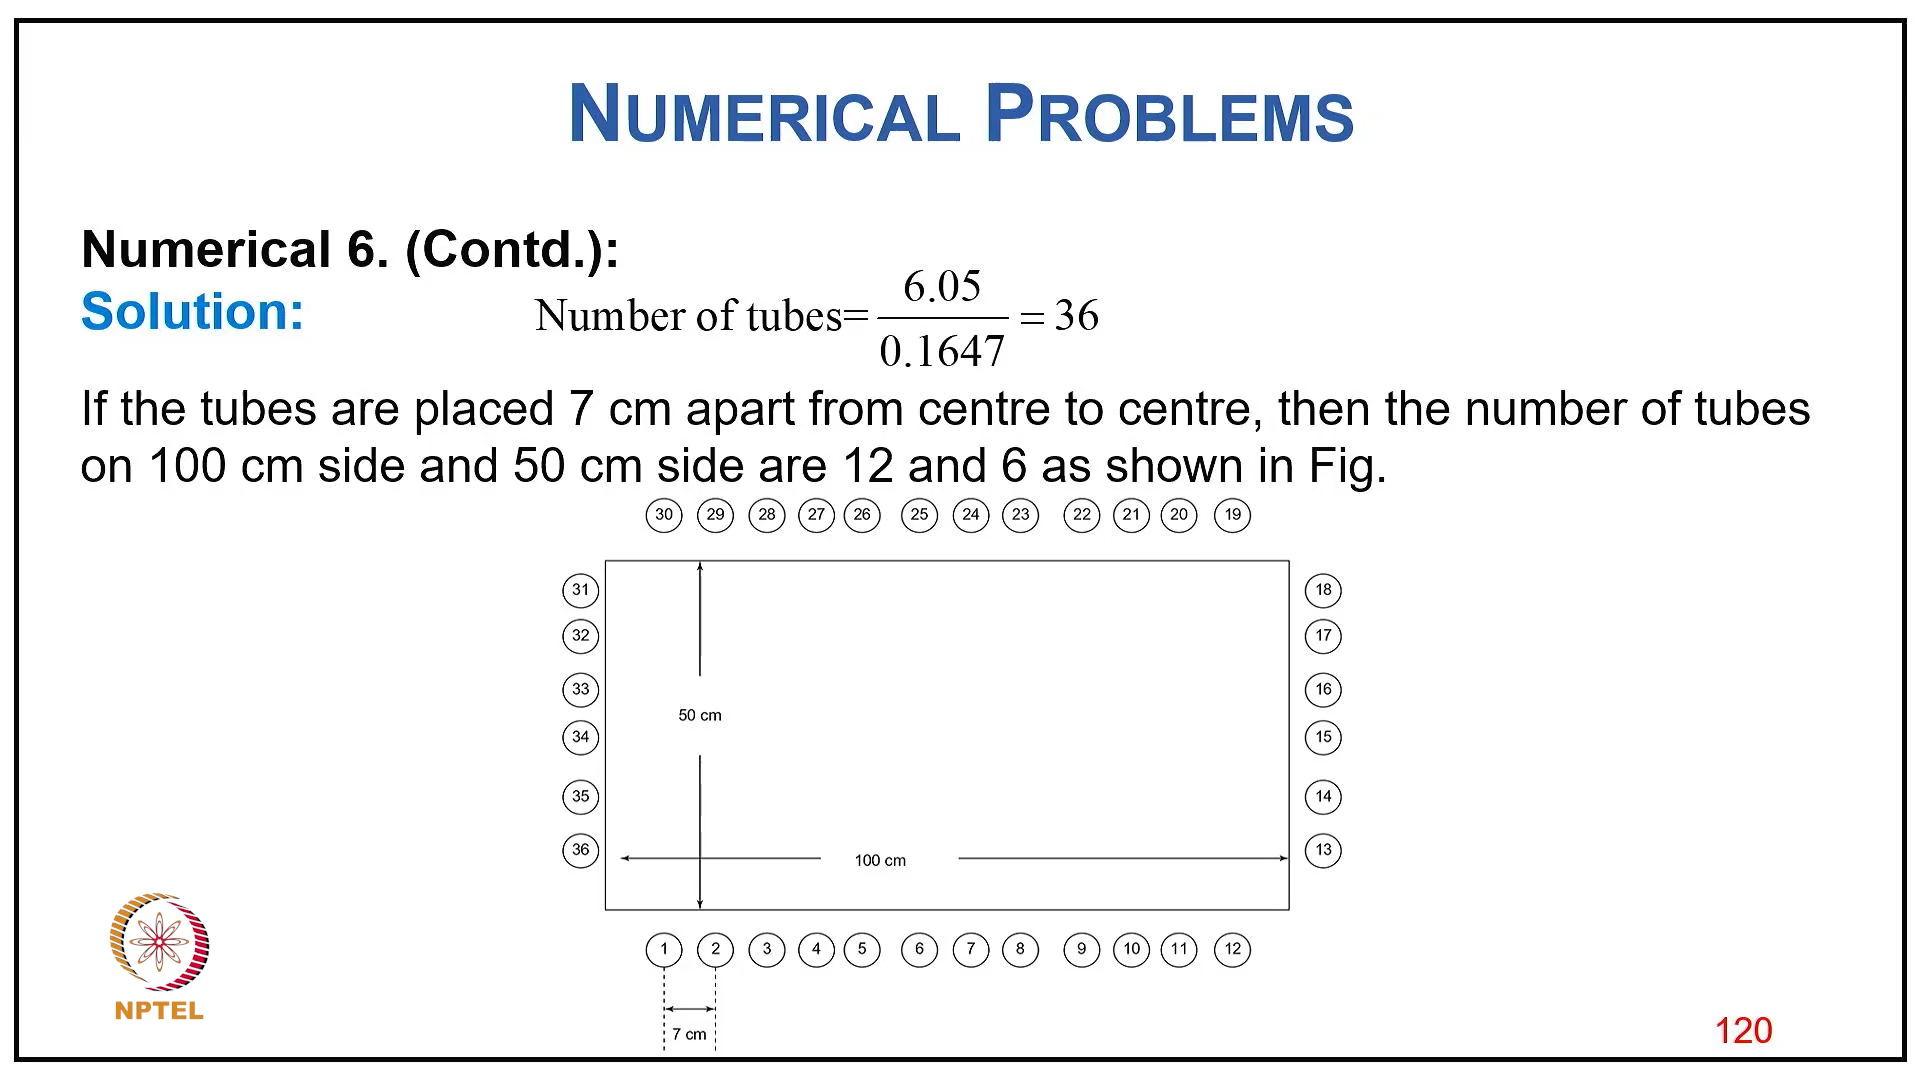 NUMERICAL PROBLEMS
Numerical 6. (Contd.):
Solution: Number of tubes= 6.05 / 0.1647 = 36
If the tubes are placed 7 cm apart from centre to centre, then the number of tubes
on 100 cm side and 50 cm side are 12 and 6 as shown in Fig.
30 29 28 27 26 25 24 23 22 21 20 19
31 18
32 17
33 16
50 cm
34 15
35 14
36 100 cm 13
1 2 3 4 5 6 7 8 9 10 11 12
NPTEL
7 cm
120